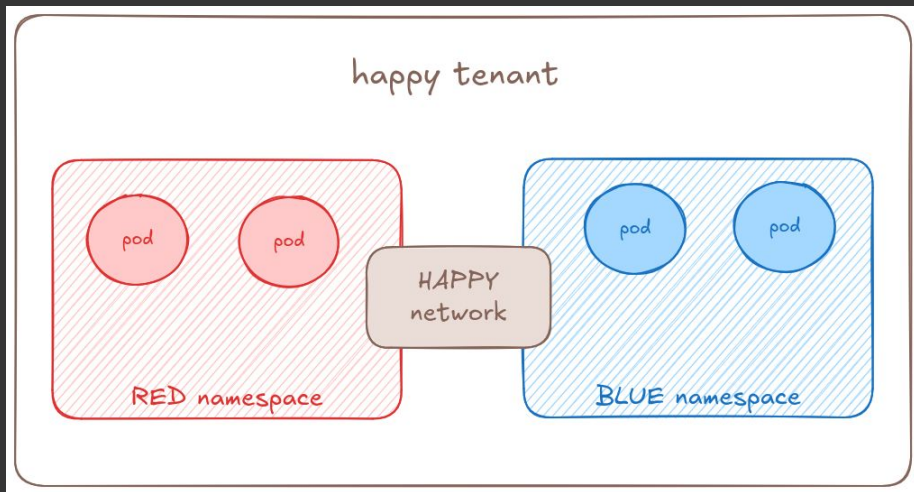 happy tenant
pod
pod
pod
pod
HAPPY
network
RED namespace
BLUE namespace